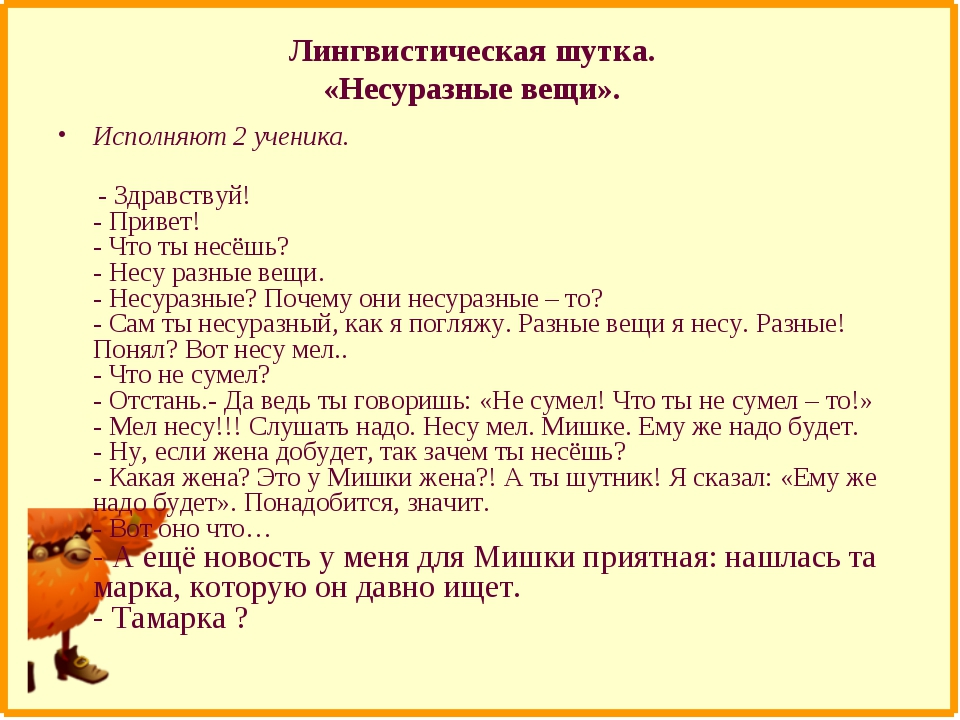 Лингвистическая шутка.
«Несуразные вещи».
• Исполняют 2 ученика.
- Здравствуй!
- Привет!
- Что ты несёшь?
- Несу разные вещи.
- Несуразные? Почему они несуразные – то?
- Сам ты несуразный, как я погляжу. Разные вещи я несу. Разные!
Понял? Вот несу мел..
- Что не сумел?
- Отстань.- Да ведь ты говоришь: «Не сумел! Что ты не сумел – то!»
- Мел несу!!! Слушать надо. Несу мел. Мишке. Ему же надо будет.
- Ну, если жена добудет, так зачем ты несёшь?
- Какая жена? Это у Мишки жена?! А ты шутник! Я сказал: «Ему же
надо будет». Понадобится, значит.
- Вот оно что…
- А ещё новость у меня для Мишки приятная: нашлась та
марка, которую он давно ищет.
- Тамарка ?